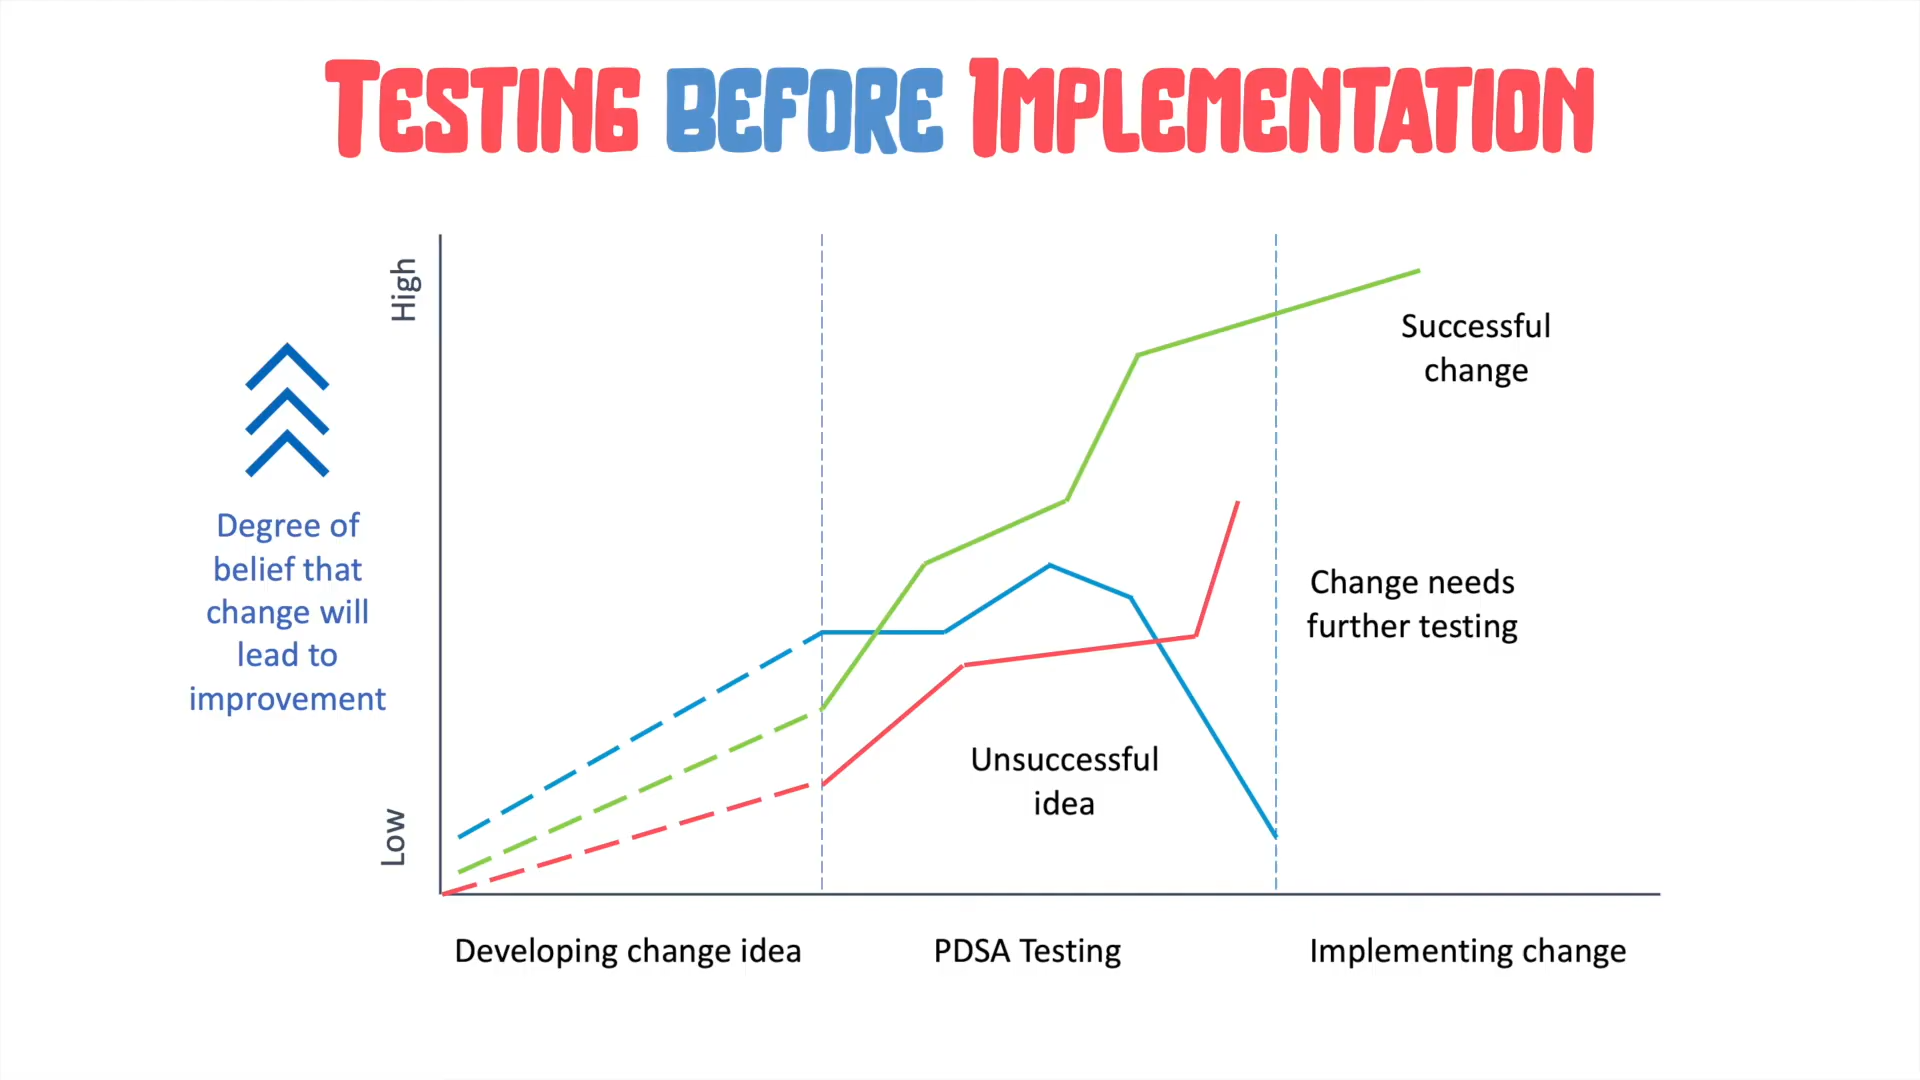 Testing before Implementation
High
Low
Degree of
belief that
change will
lead to
improvement
Successful
change
Change needs
further testing
Unsuccessful
idea
Developing change idea
PDSA Testing
Implementing change